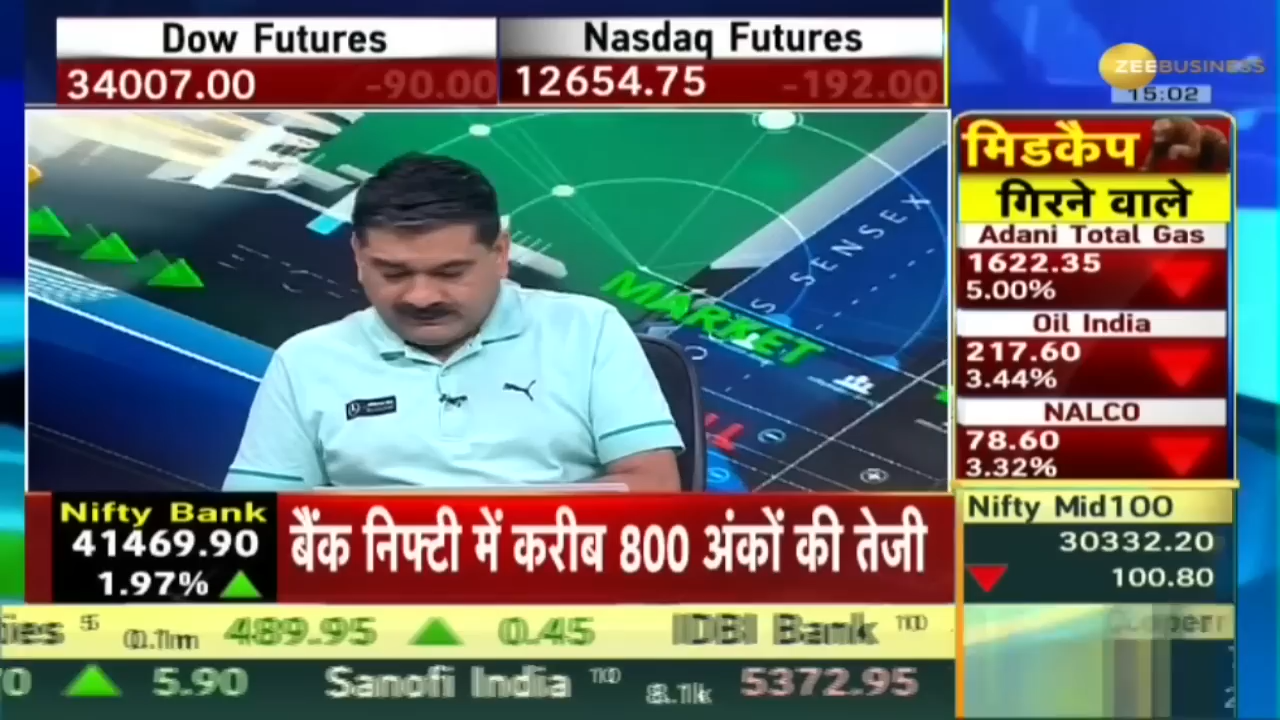 Dow Futures
34007.00 -90.00
Nasdaq Futures
12654.75 -192.00
ZEEBUSINESS
15:02
मिडकैप
गिरने वाले
Adani Total Gas
1622.35
5.00%
Oil India
217.60
3.44%
NALCO
78.60
3.32%
SENSEX
MARKET
Nifty Bank
41469.90
1.97%
बैंक निफ्टी में करीब 800 अंकों की तेजी
Nifty Mid100
30332.20
100.80
489.95 0.45 IDBI Bank
5.90 Sanofi India 8.11k 5372.95